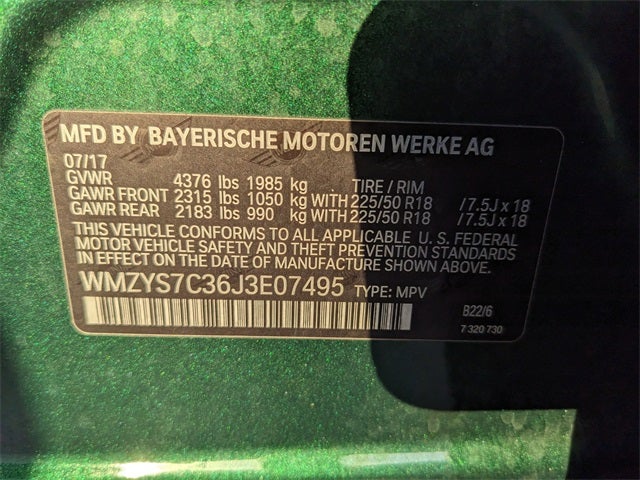 MFD BY BAYERISCHE MOTOREN WERKE AG
07/17
GVWR 4376 lbs 1985 kg TIRE / RIM
GAWR FRONT 2315 lbs 1050 kg WITH 225/50 R18 / 7.5J x 18
GAWR REAR 2183 lbs 990 kg WITH 225/50 R18 / 7.5J x 18
THIS VEHICLE CONFORMS TO ALL APPLICABLE U. S. FEDERAL
MOTOR VEHICLE SAFETY AND THEFT PREVENTION STANDARDS
IN EFFECT ON THE DATE OF MANUFACTURE SHOWN ABOVE.
WMZYS7C36J3E07495 TYPE: MPV
B22/6
7 320 730